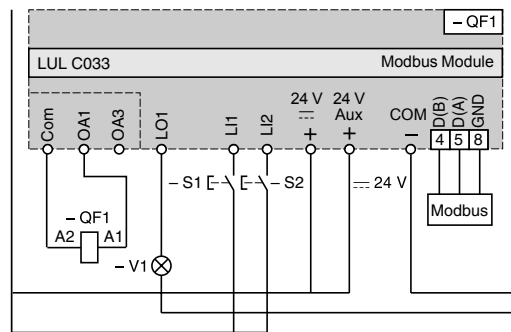 – QF1
LUL C033 Modbus Module
Com
OA1
OA3
LO1
LI1
LI2
24 V
+
24 V
Aux
+
COM
–
D(B)
D(A)
GND
4 5 8
– S1
– S2
24 V
Modbus
– QF1
A2 A1
– V1